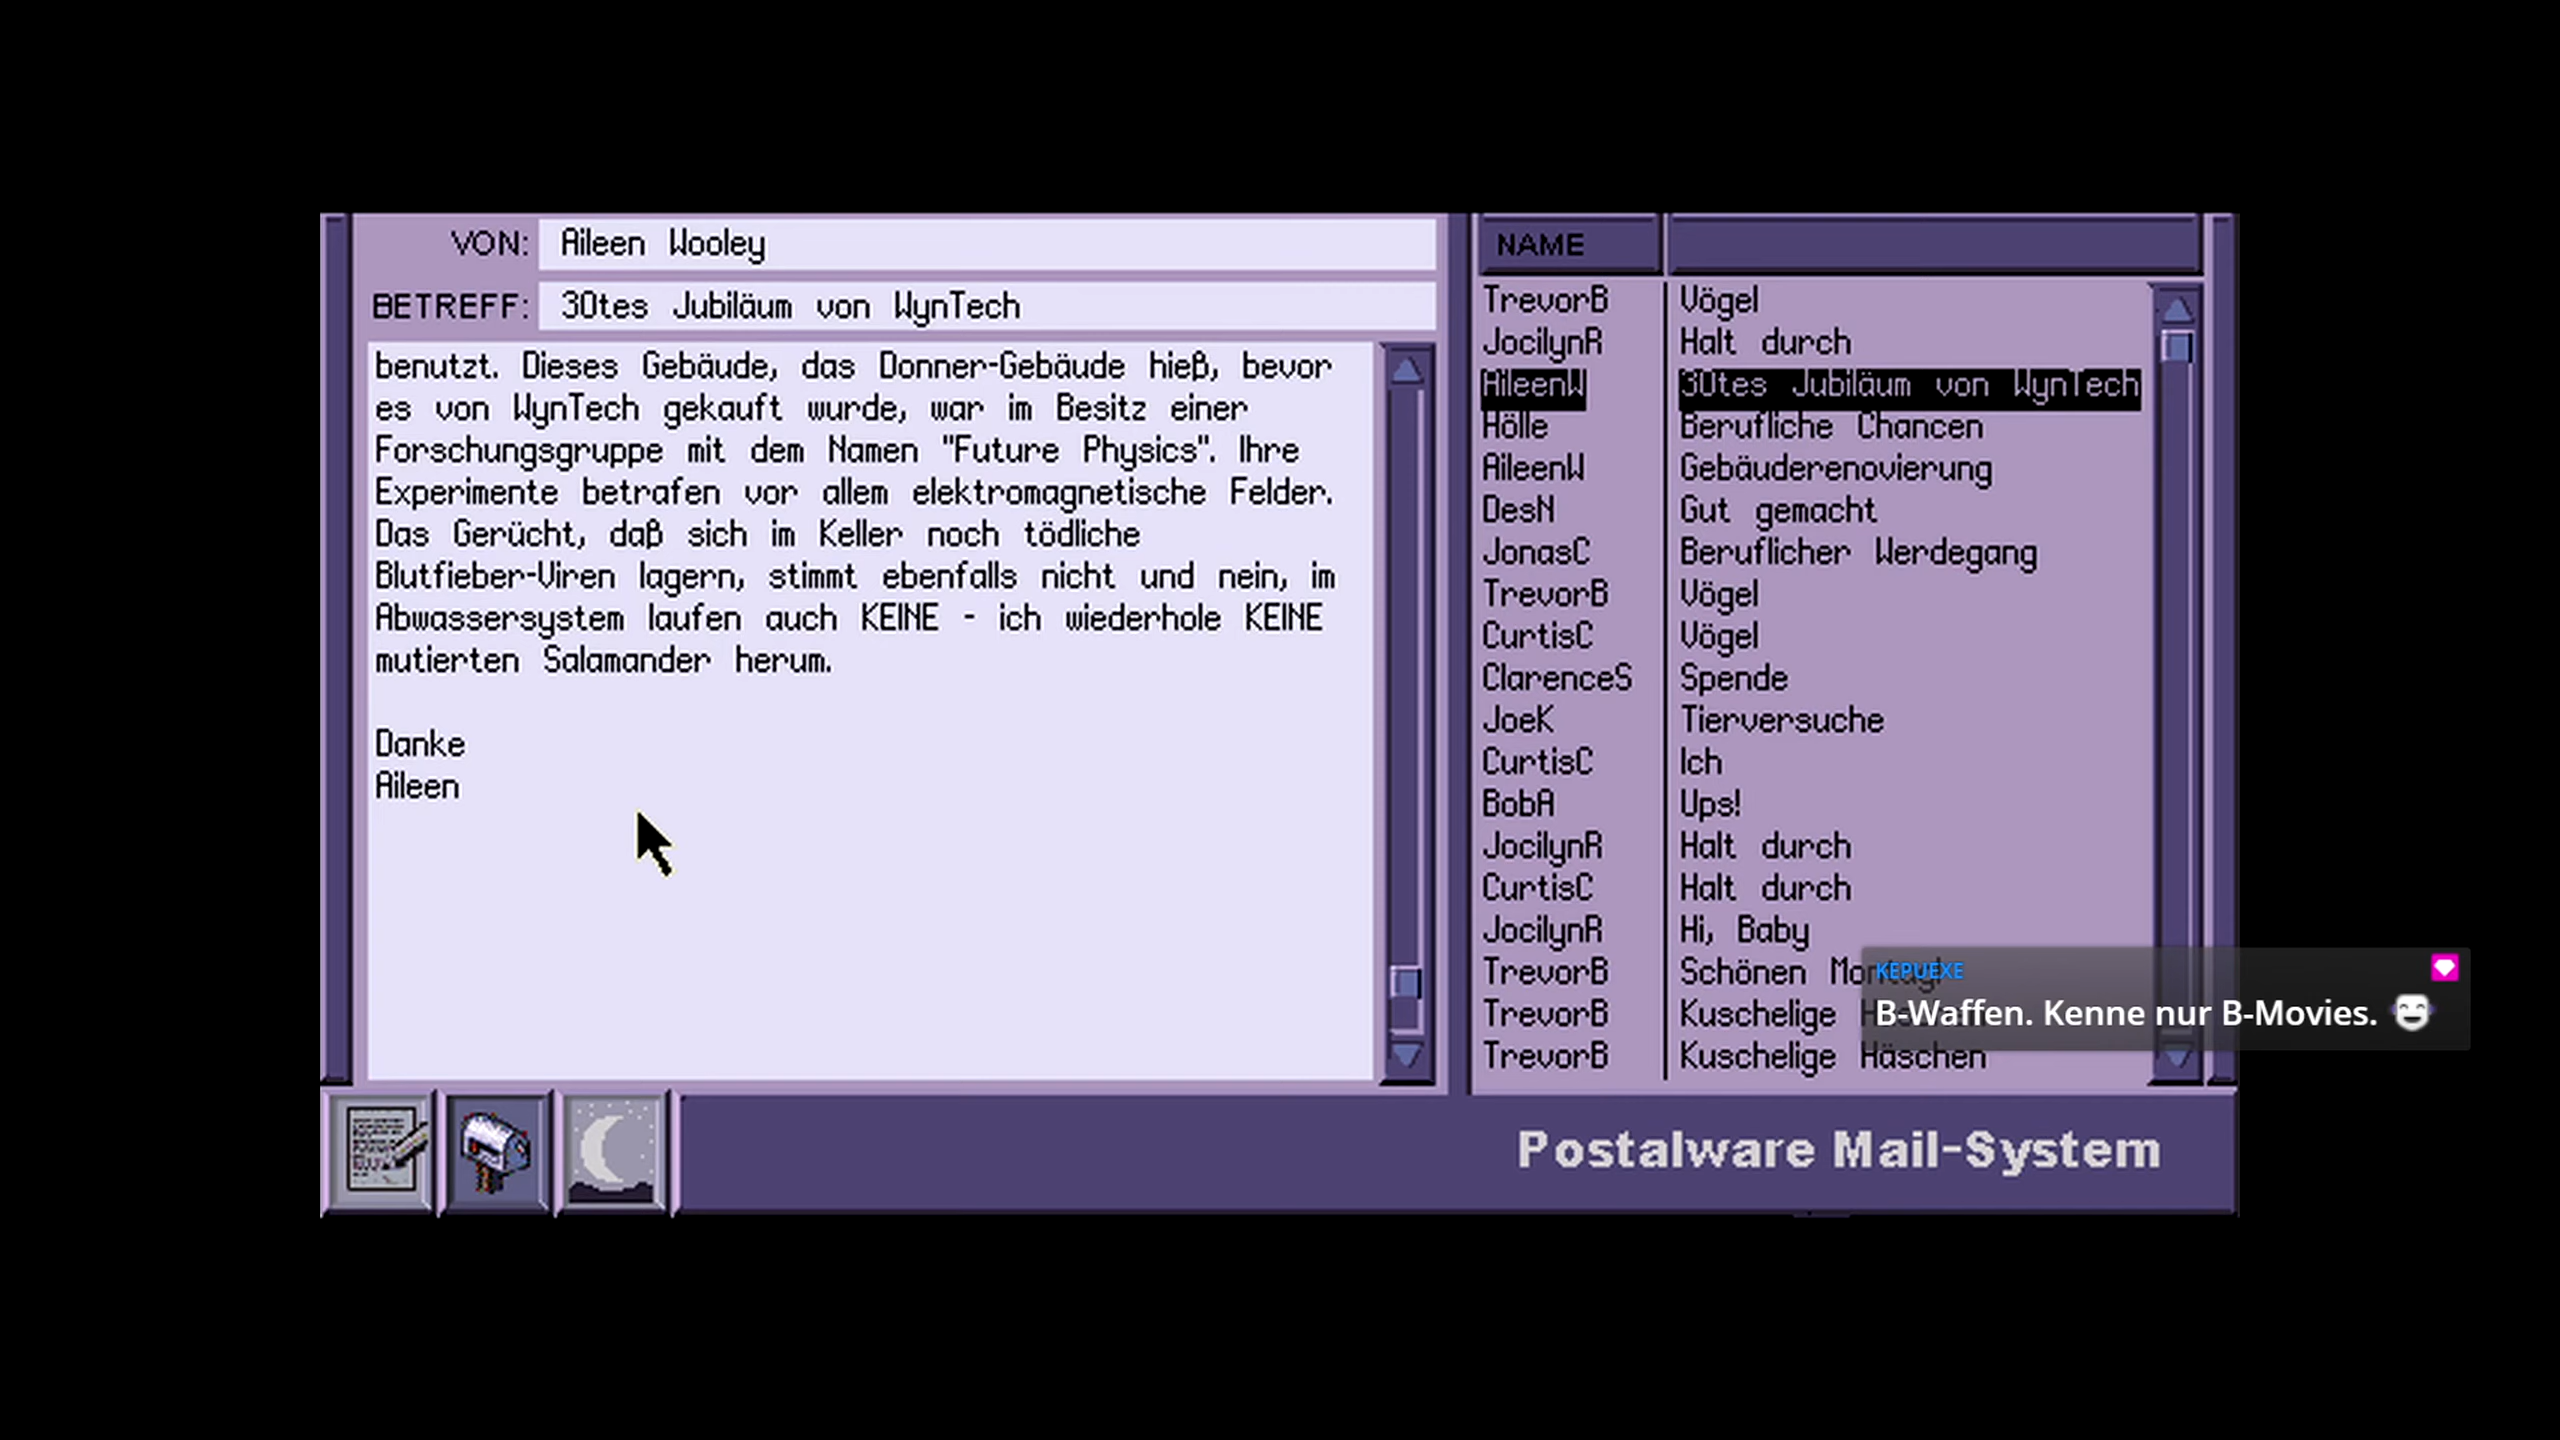 VON: Aileen Wooley
BETREFF: 30tes Jubiläum von WynTech
benutzt. Dieses Gebäude, das Donner-Gebäude hieß, bevor
es von WynTech gekauft wurde, war im Besitz einer
Forschungsgruppe mit dem Namen "Future Physics". Ihre
Experimente betrafen vor allem elektromagnetische Felder.
Das Gerücht, daß sich im Keller noch tödliche
Blutfieber-Viren lagern, stimmt ebenfalls nicht und nein, im
Abwassersystem laufen auch KEINE - ich wiederhole KEINE
mutierten Salamander herum.
Danke
Aileen
NAME
TrevorB Vögel
JocilynR Halt durch
AileenW 30tes Jubiläum von WynTech
Hölle Berufliche Chancen
AileenW Gebäuderenovierung
DesN Gut gemacht
JonasC Beruflicher Werdegang
TrevorB Vögel
CurtisC Vögel
ClarenceS Spende
JoeK Tierversuche
CurtisC Ich
BobA Ups!
JocilynR Halt durch
CurtisC Halt durch
JocilynR Hi, Baby
TrevorB Schönen Montag!
TrevorB Kuschelige
TrevorB Kuschelige Häschen
KEPUEXE
B-Waffen. Kenne nur B-Movies.
Postalware Mail-System